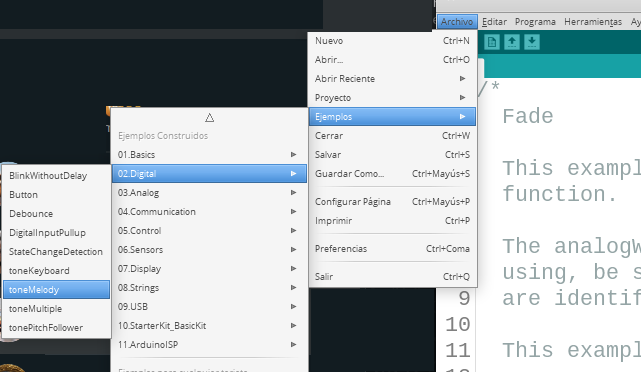 Archivo Editar Programa Herramientas Ay
Nuevo Ctrl+N
Abrir... Ctrl+O
Abrir Reciente
Proyecto
Ejemplos
Cerrar Ctrl+W
Salvar Ctrl+S
Guardar Como... Ctrl+Mayús+S
Configurar Página Ctrl+Mayús+P
Imprimir Ctrl+P
Preferencias Ctrl+Coma
Salir Ctrl+Q
Ejemplos Construidos
01.Basics
02.Digital
03.Analog
04.Communication
05.Control
06.Sensors
07.Display
08.Strings
09.USB
10.StarterKit_BasicKit
11.ArduinoISP
BlinkWithoutDelay
Button
Debounce
DigitalInputPullup
StateChangeDetection
toneKeyboard
toneMelody
toneMultiple
tonePitchFollower
/*
Fade
This exampl
function.
The analogW
using, be s
9 are identif
10
11 This exampl